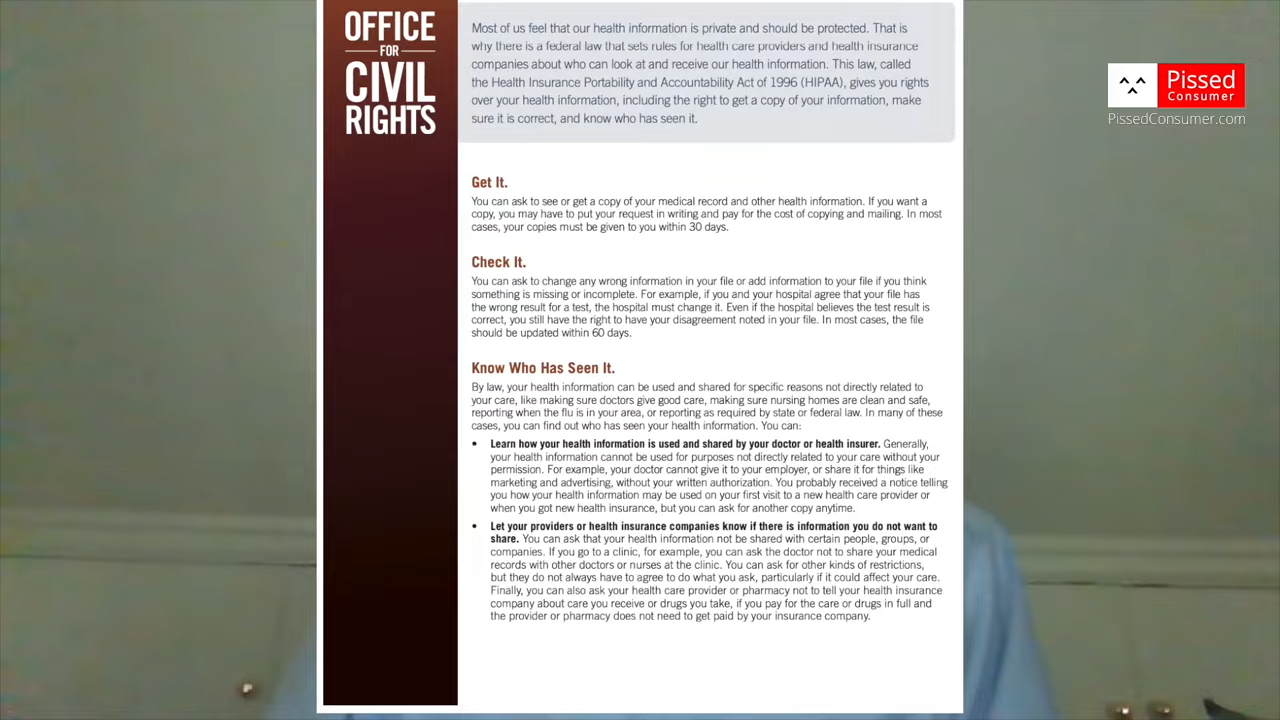 OFFICE
FOR
CIVIL
RIGHTS
Most of us feel that our health information is private and should be protected. That is
why there is a federal law that sets rules for health care providers and health insurance
companies about who can look at and receive our health information. This law, called
the Health Insurance Portability and Accountability Act of 1996 (HIPAA), gives you rights
over your health information, including the right to get a copy of your information, make
sure it is correct, and know who has seen it.
Get It.
You can ask to see or get a copy of your medical record and other health information. If you want a
copy, you may have to put your request in writing and pay for the cost of copying and mailing. In most
cases, your copies must be given to you within 30 days.
Check It.
You can ask to change any wrong information in your file or add information to your file if you think
something is missing or incomplete. For example, if you and your hospital agree that your file has
the wrong result for a test, the hospital must change it. Even if the hospital believes the test result is
correct, you still have the right to have your disagreement noted in your file. In most cases, the file
should be updated within 60 days.
Know Who Has Seen It.
By law, your health information can be used and shared for specific reasons not directly related to
your care, like making sure doctors give good care, making sure nursing homes are clean and safe,
reporting when the flu is in your area, or reporting as required by state or federal law. In many of these
cases, you can find out who has seen your health information. You can:
• Learn how your health information is used and shared by your doctor or health insurer. Generally,
your health information cannot be used for purposes not directly related to your care without your
permission. For example, your doctor cannot give it to your employer, or share it for things like
marketing and advertising, without your written authorization. You probably received a notice telling
you how your health information may be used on your first visit to a new health care provider or
when you got new health insurance, but you can ask for another copy anytime.
• Let your providers or health insurance companies know if there is information you do not want to
share. You can ask that your health information not be shared with certain people, groups, or
companies. If you go to a clinic, for example, you can ask the doctor not to share your medical
records with other doctors or nurses at the clinic. You can ask for other kinds of restrictions,
but they do not always have to agree to do what you ask, particularly if it could affect your care.
Finally, you can also ask your health care provider or pharmacy not to tell your health insurance
company about care you receive or drugs you take, if you pay for the care or drugs in full and
the provider or pharmacy does not need to get paid by your insurance company.
Pissed
Consumer
PissedConsumer.com